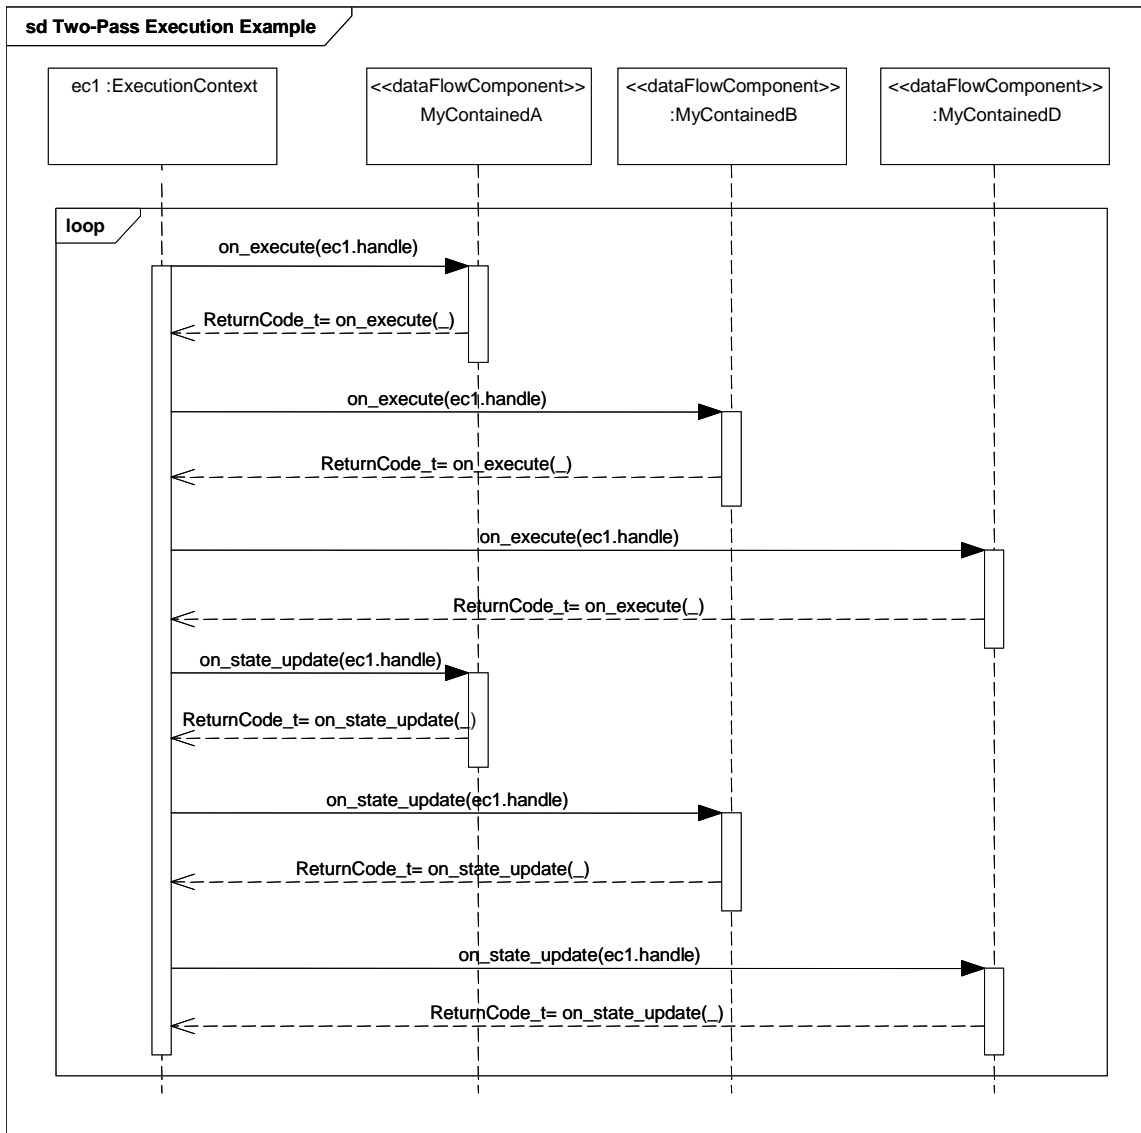 sd Two-Pass Execution Example
ec1 :ExecutionContext
<<dataFlowComponent>>
MyContainedA
<<dataFlowComponent>>
:MyContainedB
<<dataFlowComponent>>
:MyContainedD
loop
on_execute(ec1.handle)
ReturnCode_t= on_execute(_)
on_execute(ec1.handle)
ReturnCode_t= on_execute(_)
on_execute(ec1.handle)
ReturnCode_t= on_execute(_)
on_state_update(ec1.handle)
ReturnCode_t= on_state_update(_)
on_state_update(ec1.handle)
ReturnCode_t= on_state_update(_)
on_state_update(ec1.handle)
ReturnCode_t= on_state_update(_)